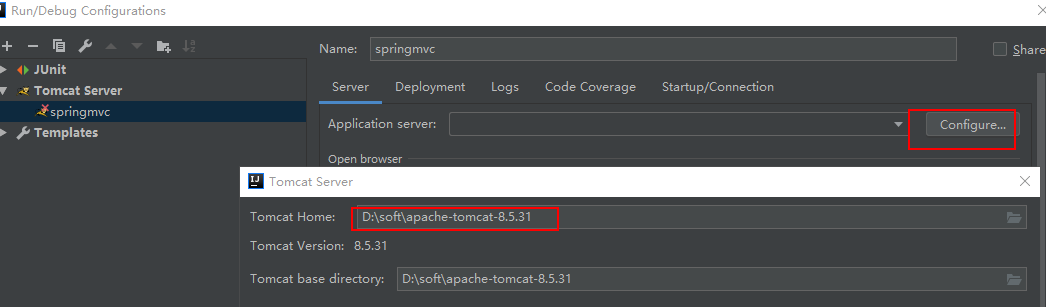 Run/Debug Configurations
Name: springmvc
Share
JUnit
Tomcat Server
springmvc
Templates
Server Deployment Logs Code Coverage Startup/Connection
Application server: Configure...
Open browser
IJ Tomcat Server
Tomcat Home: D:\soft\apache-tomcat-8.5.31
Tomcat Version: 8.5.31
Tomcat base directory: D:\soft\apache-tomcat-8.5.31